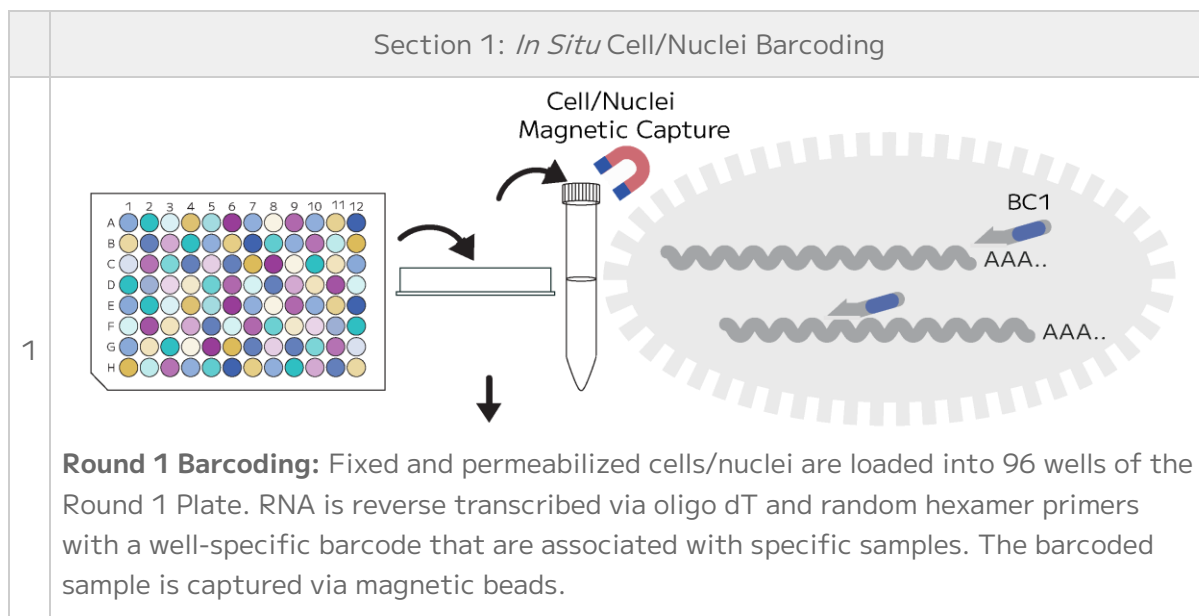 Section 1: In Situ Cell/Nuclei Barcoding
1
Cell/Nuclei
Magnetic Capture
1 2 3 4 5 6 7 8 9 10 11 12
A
B
C
D
E
F
G
H
BC1
AAA..
AAA..
Round 1 Barcoding: Fixed and permeabilized cells/nuclei are loaded into 96 wells of the
Round 1 Plate. RNA is reverse transcribed via oligo dT and random hexamer primers
with a well-specific barcode that are associated with specific samples. The barcoded
sample is captured via magnetic beads.